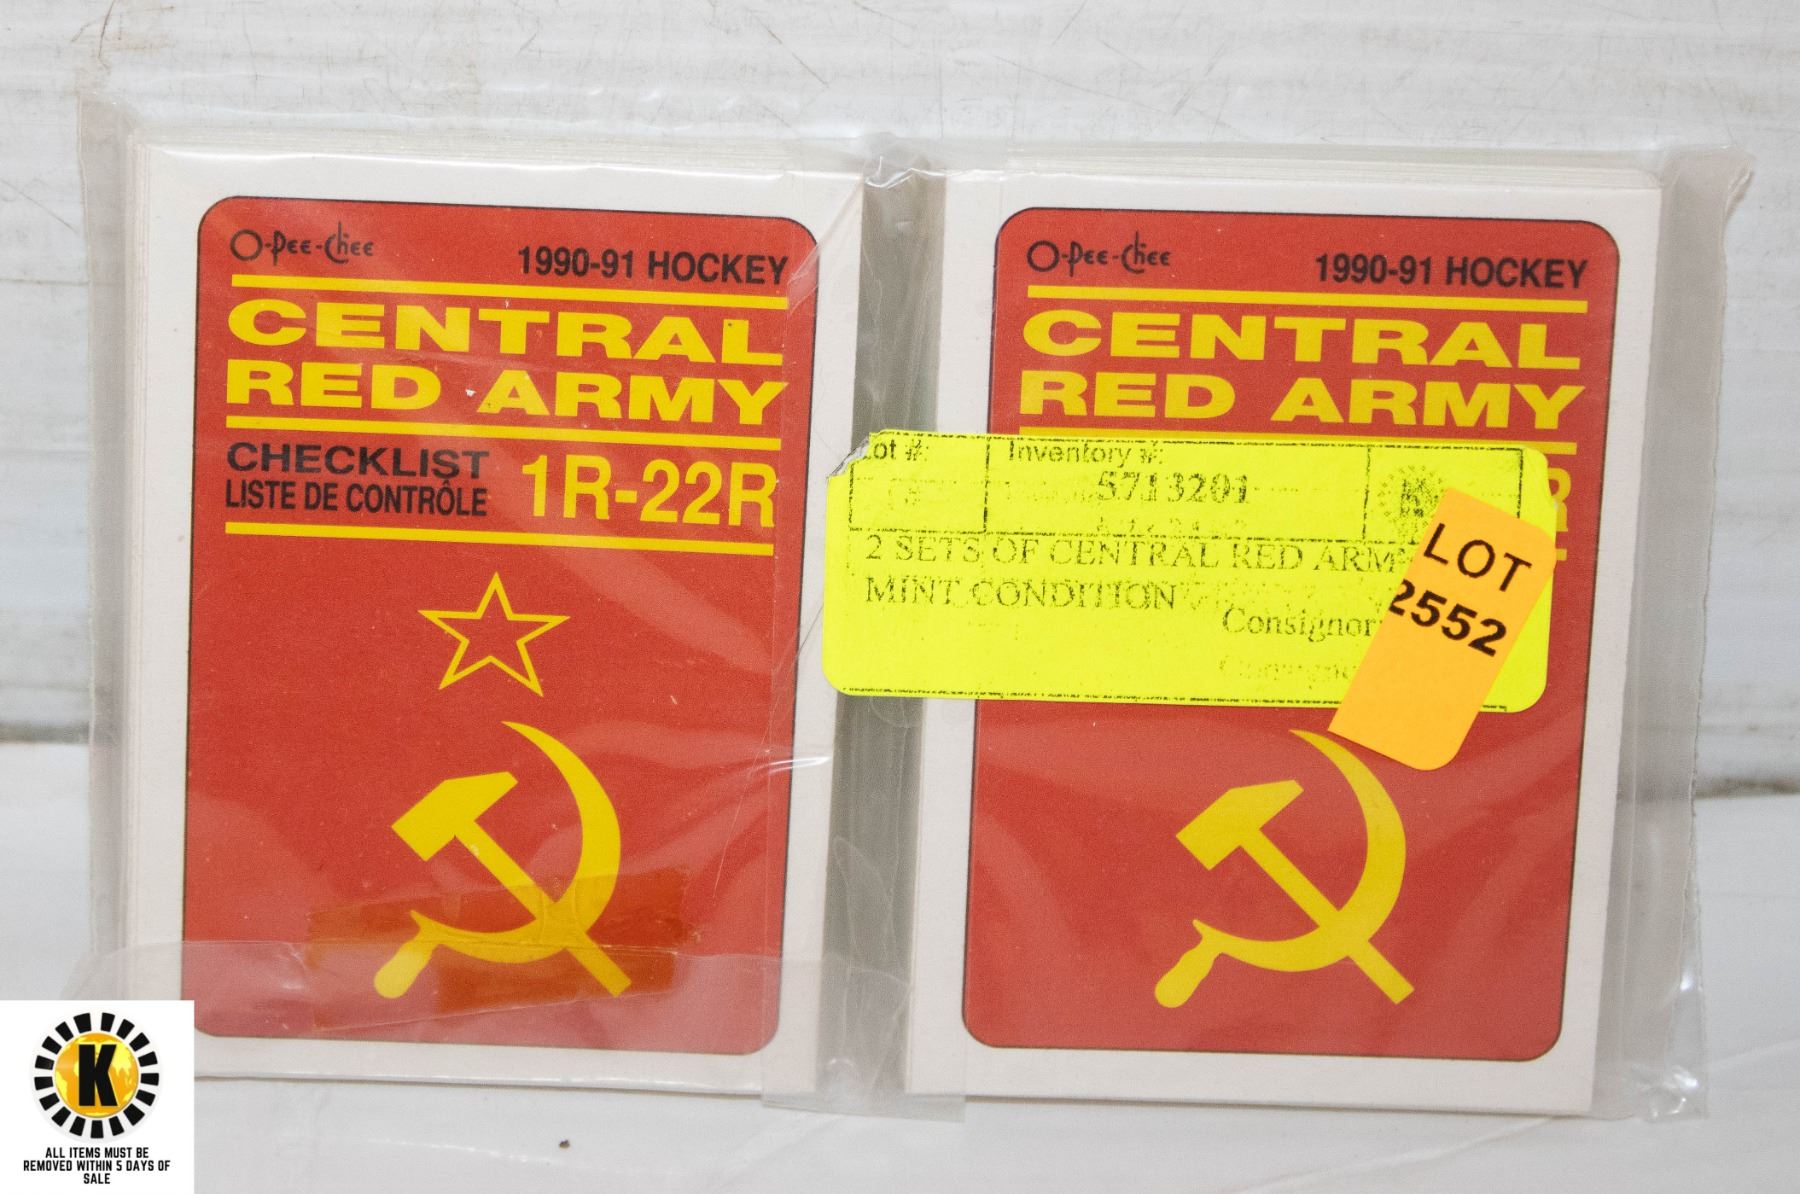 O-Pee-Chee
1990-91 HOCKEY
CENTRAL
RED ARMY
CHECKLIST
LISTE DE CONTRÔLE
1R-22R
O-Pee-Chee
1990-91 HOCKEY
CENTRAL
RED ARMY
R
Lot #:
Inventory #:
5713201
K
2 SETS OF CENTRAL RED ARM
MINT CONDITION
Consignor
LOT
2552
K
ALL ITEMS MUST BE
REMOVED WITHIN 5 DAYS OF
SALE